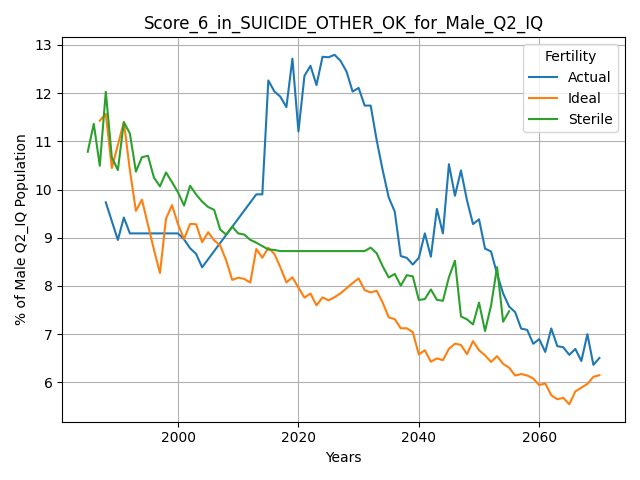 Score_6_in_SUICIDE_OTHER_OK_for_Male_Q2_IQ
% of Male Q2_IQ Population
13
12
11
10
9
8
7
6
Fertility
Actual
Ideal
Sterile
2000
2020
2040
2060
Years